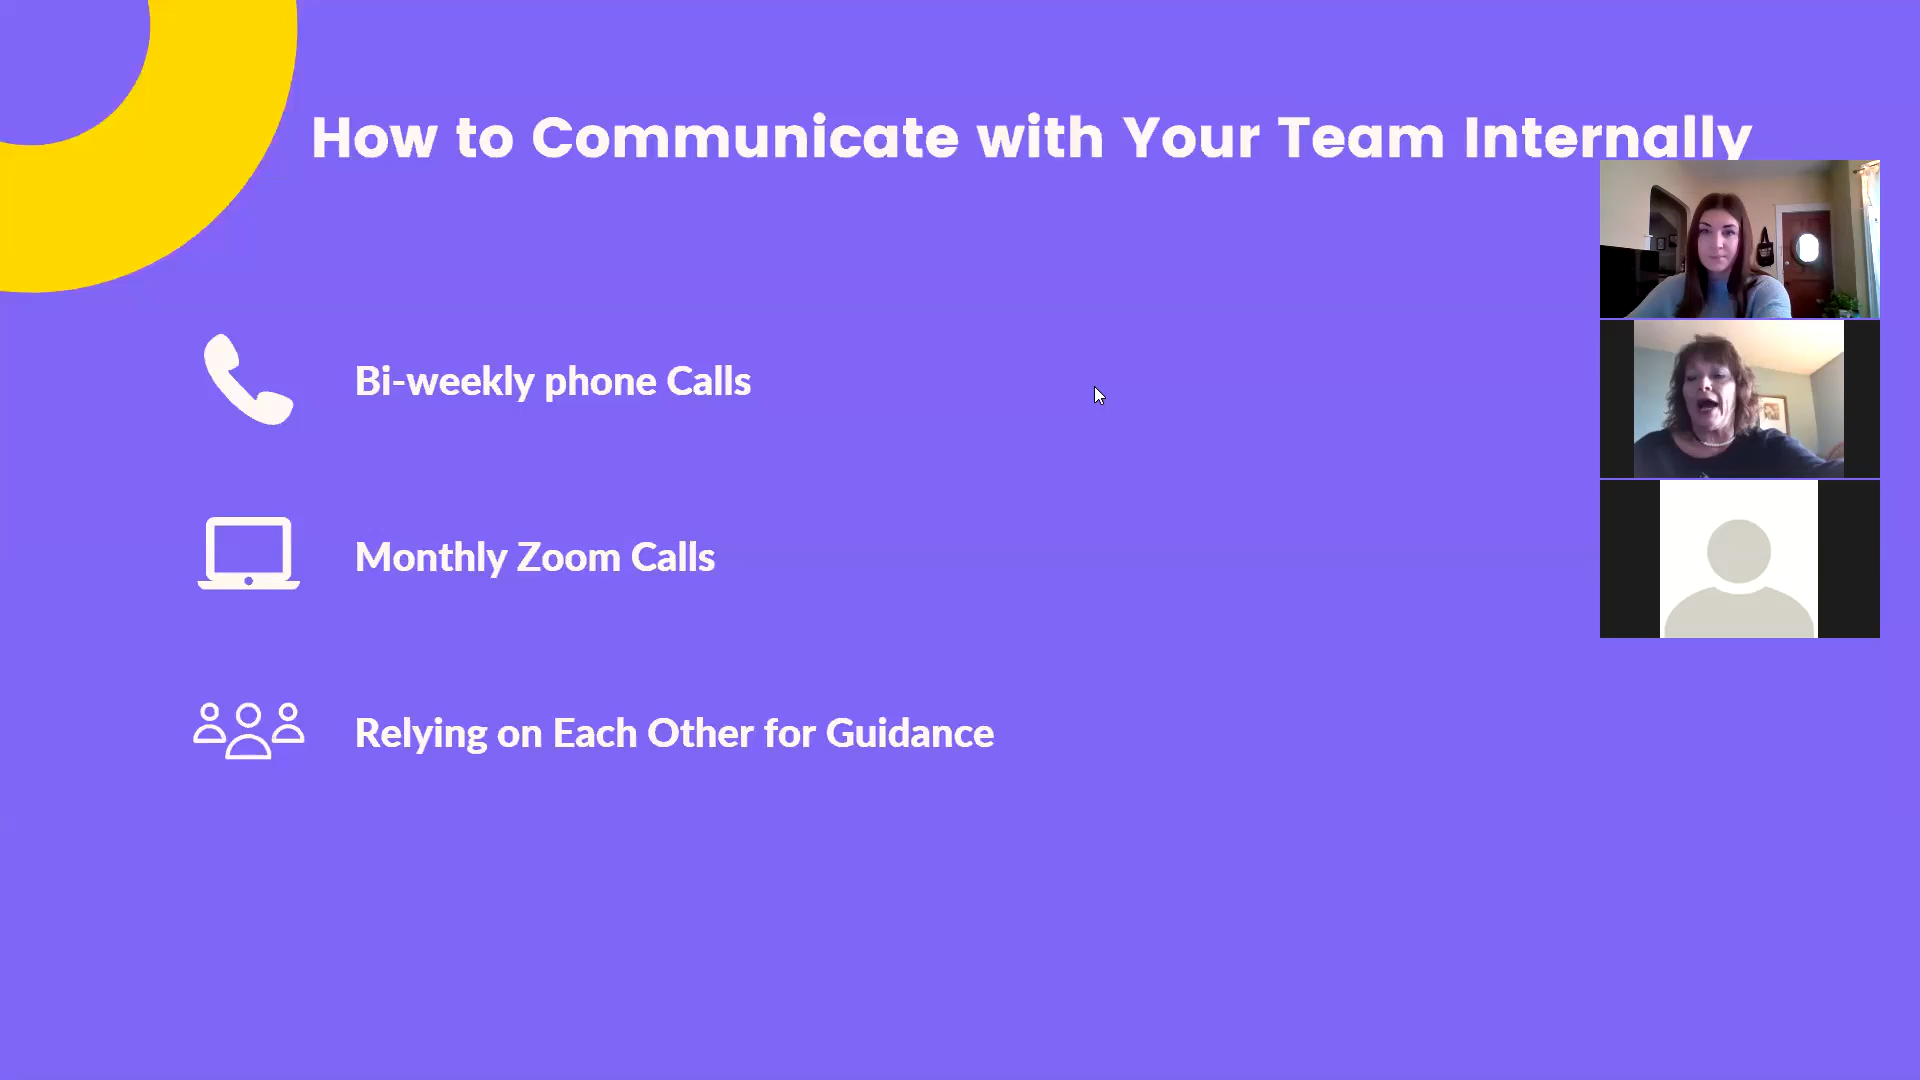 How to Communicate with Your Team Internally
Bi-weekly phone Calls
Monthly Zoom Calls
Relying on Each Other for Guidance